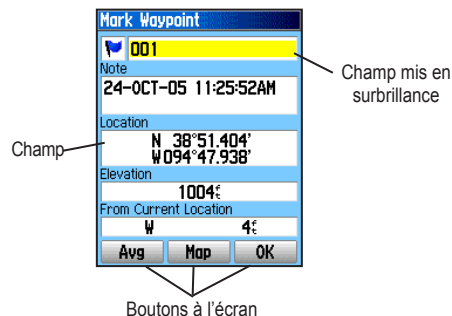 Mark Waypoint
001
Champ mis en
surbrillance
Note
24-OCT-05 11:25:52AM
Location
Champ
N 38°51.404'
W094°47.938'
Elevation
1004ft
From Current Location
W 4ft
Avg Map OK
Boutons à l'écran